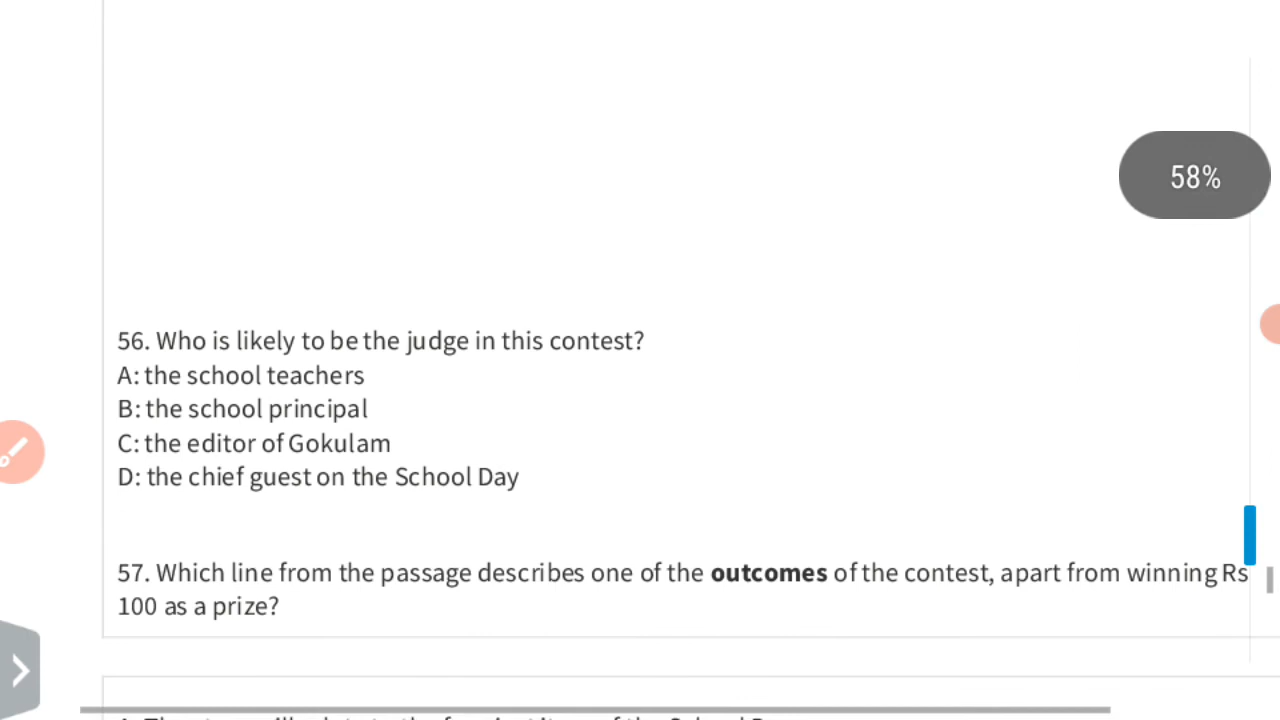 58%
56. Who is likely to be the judge in this contest?
A: the school teachers
B: the school principal
C: the editor of Gokulam
D: the chief guest on the School Day
57. Which line from the passage describes one of the outcomes of the contest, apart from winning Rs
100 as a prize?